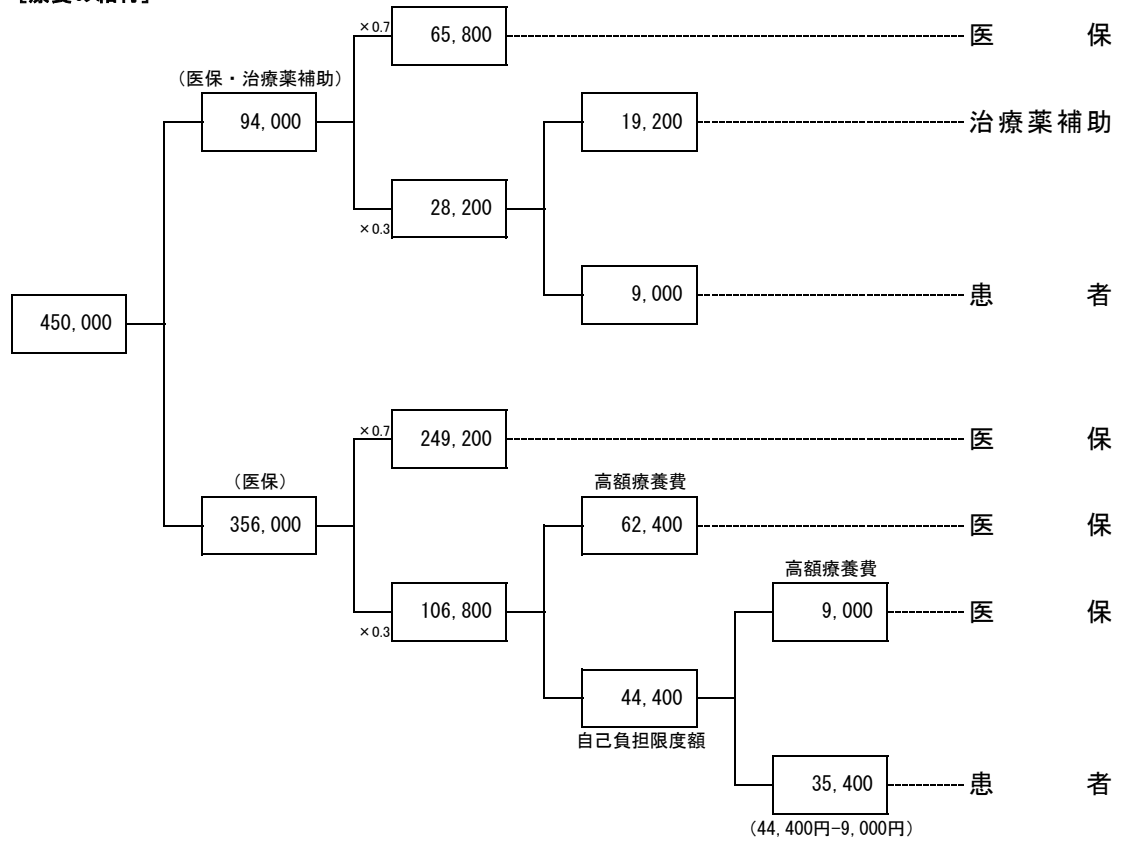 ×0.7
65,800
医保
(医保・治療薬補助)
94,000
19,200
治療薬補助
28,200
×0.3
9,000
患者
450,000
×0.7
249,200
医保
(医保)
高額療養費
356,000
62,400
医保
高額療養費
106,800
9,000
医保
×0.3
44,400
自己負担限度額
35,400
患者
(44,400円-9,000円)